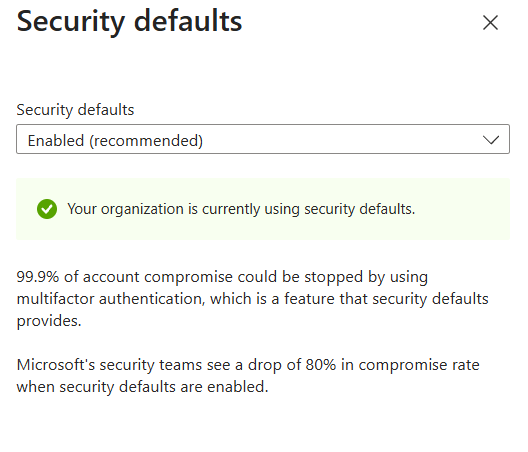 Security defaults
Security defaults
Enabled (recommended)
Your organization is currently using security defaults.
99.9% of account compromise could be stopped by using
multifactor authentication, which is a feature that security defaults
provides.
Microsoft's security teams see a drop of 80% in compromise rate
when security defaults are enabled.